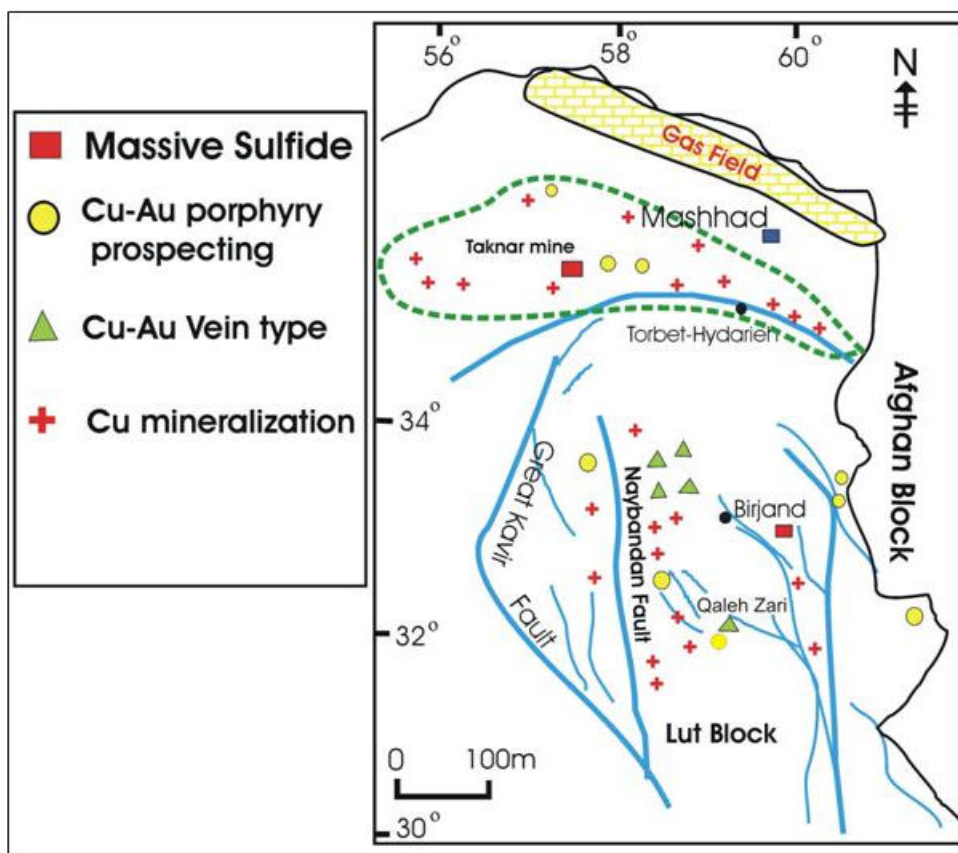 Massive Sulfide
Cu-Au porphyry
prospecting
Cu-Au Vein type
Cu mineralization
56°
58°
60°
N
Gas Field
Mashhad
Taknar mine
Torbet-Hydarieh
34°
Afghan Block
Great Kavir
Fault
Naybandan Fault
Birjand
Qaleh Zari
32°
Lut Block
0 100m
30°